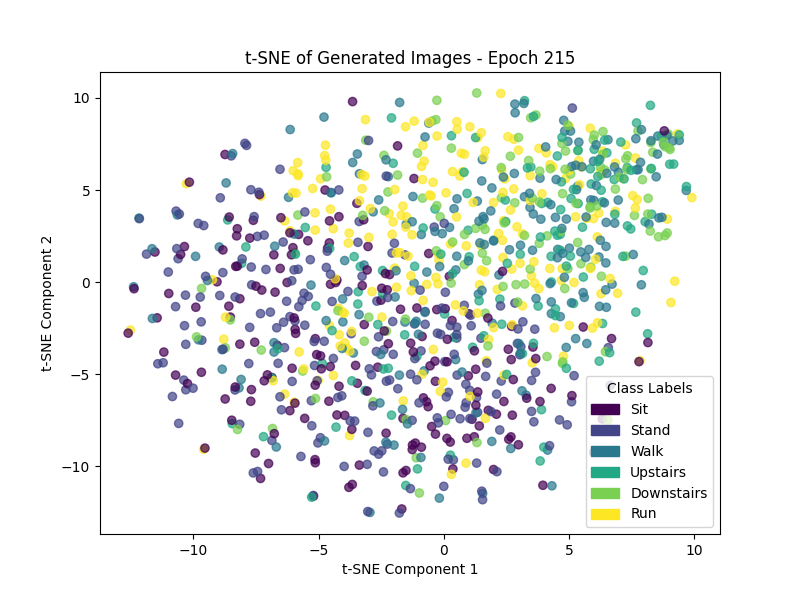 t-SNE of Generated Images - Epoch 215
t-SNE Component 2
10
5
0
−5
−10
−10
−5
0
5
10
t-SNE Component 1
Class Labels
Sit
Stand
Walk
Upstairs
Downstairs
Run